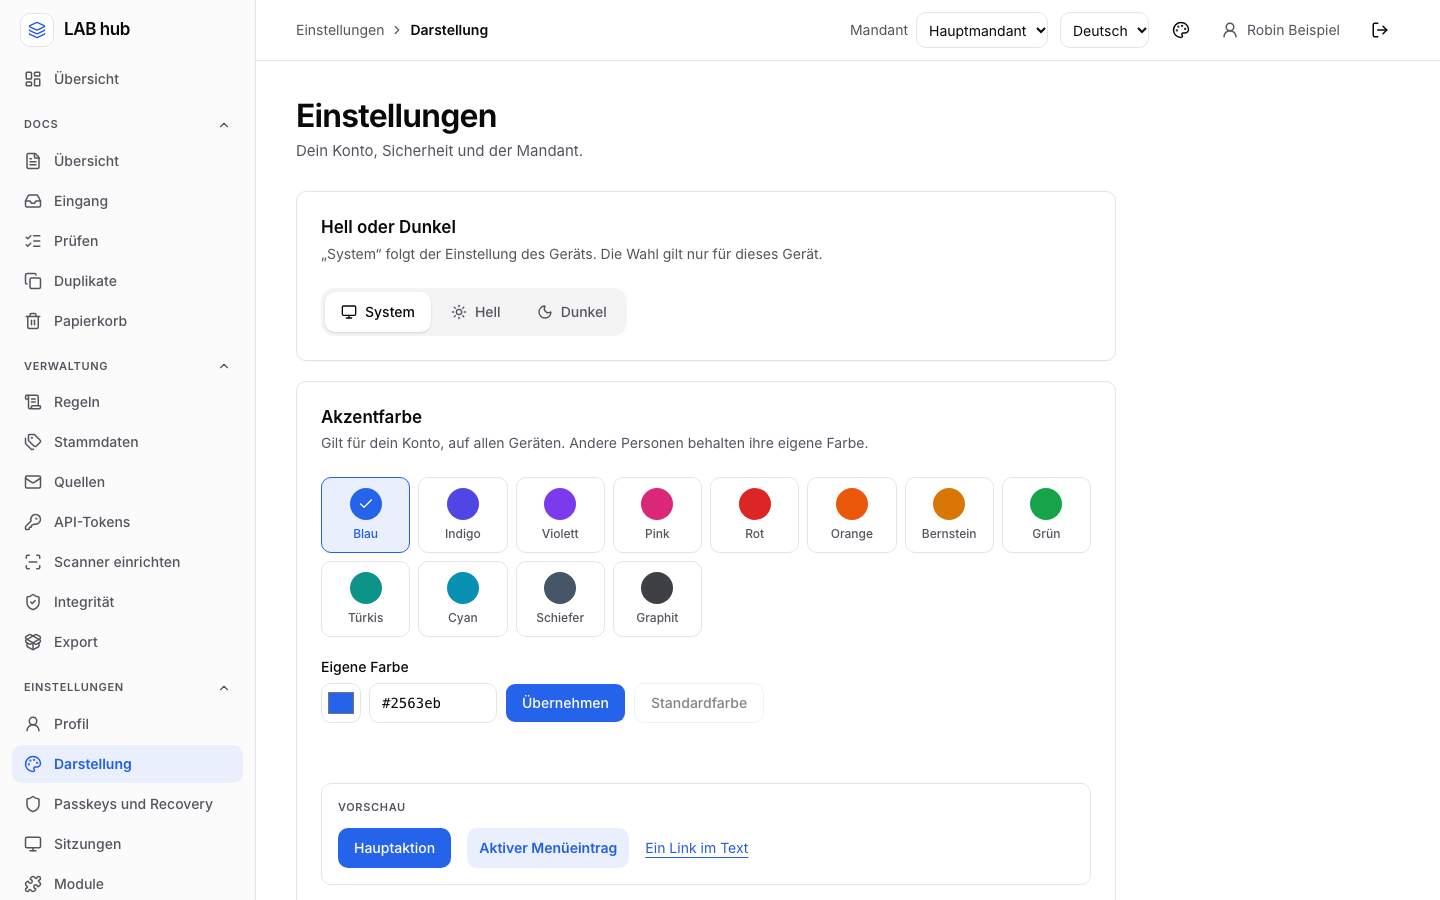 LAB hub
Übersicht
DOCS
Übersicht
Eingang
Prüfen
Duplikate
Papierkorb
VERWALTUNG
Regeln
Stammdaten
Quellen
API-Tokens
Scanner einrichten
Integrität
Export
EINSTELLUNGEN
Profil
Darstellung
Passkeys und Recovery
Sitzungen
Module
Einstellungen > Darstellung
Mandant Hauptmandant Deutsch Robin Beispiel
Einstellungen
Dein Konto, Sicherheit und der Mandant.
Hell oder Dunkel
„System“ folgt der Einstellung des Geräts. Die Wahl gilt nur für dieses Gerät.
System Hell Dunkel
Akzentfarbe
Gilt für dein Konto, auf allen Geräten. Andere Personen behalten ihre eigene Farbe.
Blau Indigo Violett Pink Rot Orange Bernstein Grün
Türkis Cyan Schiefer Graphit
Eigene Farbe
#2563eb Übernehmen Standardfarbe
VORSCHAU
Hauptaktion Aktiver Menüeintrag Ein Link im Text